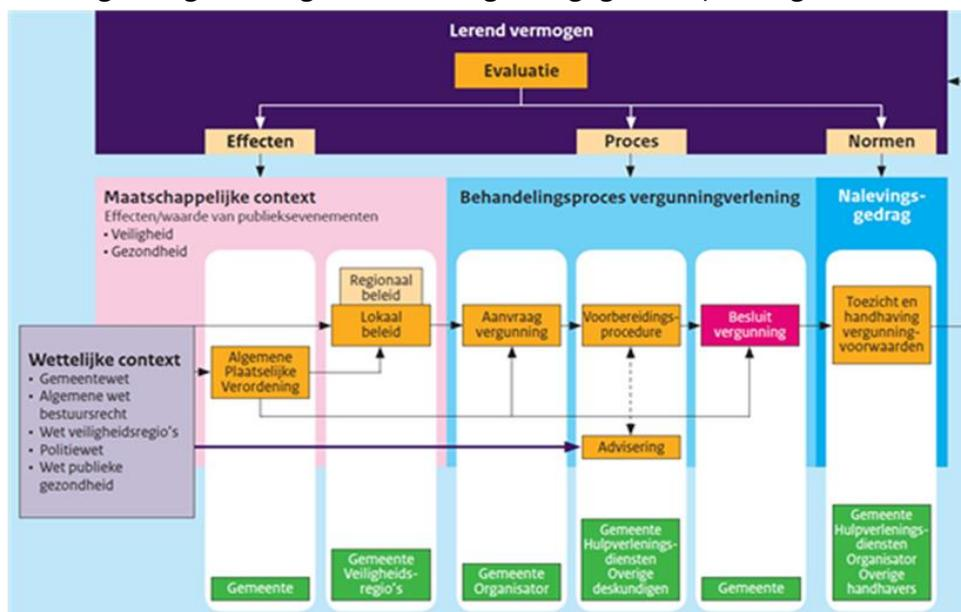 Lerend vermogen
Evaluatie
Effecten
Proces
Normen
Maatschappelijke context
Effecten/waarde van publieksevenementen
• Veiligheid
• Gezondheid
Behandelingsproces vergunningverlening
Nalevings-
gedrag
Regionaal
beleid
Lokaal
beleid
Aanvraag
vergunning
Voorbereidings-
procedure
Besluit
vergunning
Toezicht en
handhaving
vergunning-
voorwaarden
Wettelijke context
• Gemeentewet
• Algemene wet
bestuursrecht
• Wet veiligheidsregio's
• Politiewet
• Wet publieke
gezondheid
Algemene
Plaatselijke
Verordening
Advisering
Gemeente
Gemeente
Veiligheids-
regio's
Gemeente
Organisator
Gemeente
Hulpverlenings-
diensten
Overige
deskundigen
Gemeente
Gemeente
Hulpverlenings-
diensten
Organisator
Overige
handhavers